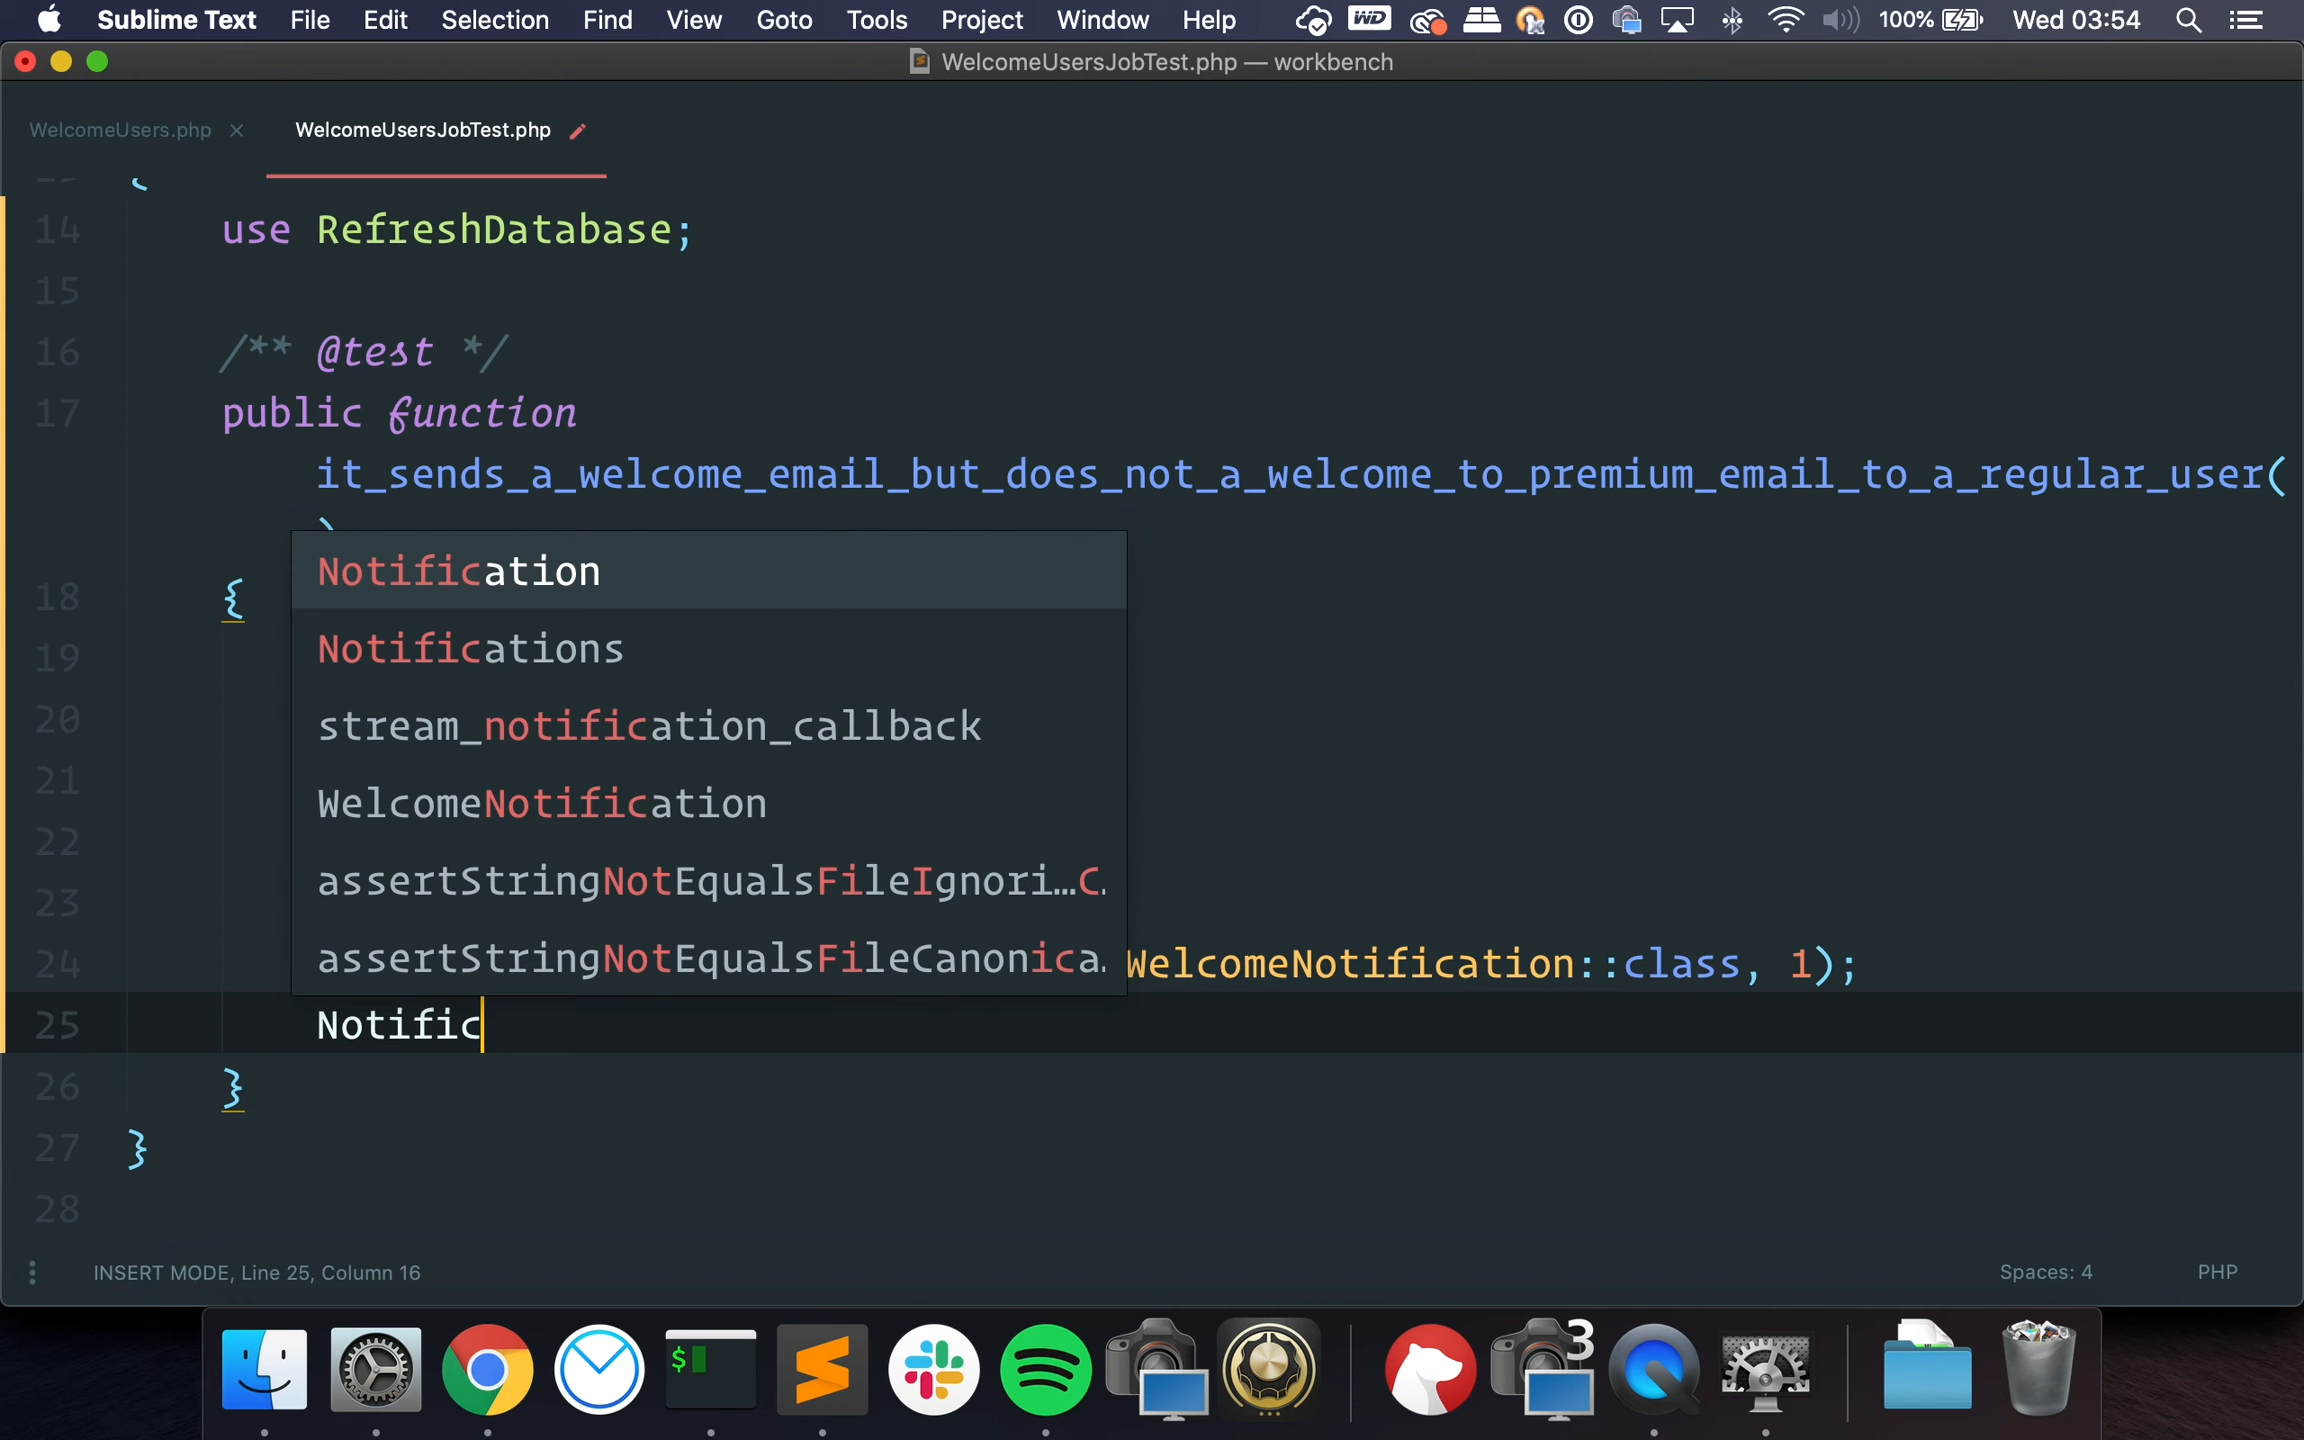 Sublime Text File Edit Selection Find View Goto Tools Project Window Help WD 100% Wed 03:54
WelcomeUsersJobTest.php — workbench
WelcomeUsers.php × WelcomeUsersJobTest.php
{
14 use RefreshDatabase;
15
16 /** @test */
17 public function
it_sends_a_welcome_email_but_does_not_a_welcome_to_premium_email_to_a_regular_user(
)
Notification
18 {
19 Notifications
20 stream_notification_callback
21
22 WelcomeNotification
23 assertStringNotEqualsFileIgnori…C.
24 assertStringNotEqualsFileCanonica. WelcomeNotification::class, 1);
25 Notific
26 }
27 }
28
INSERT MODE, Line 25, Column 16 Spaces: 4 PHP
$ 3